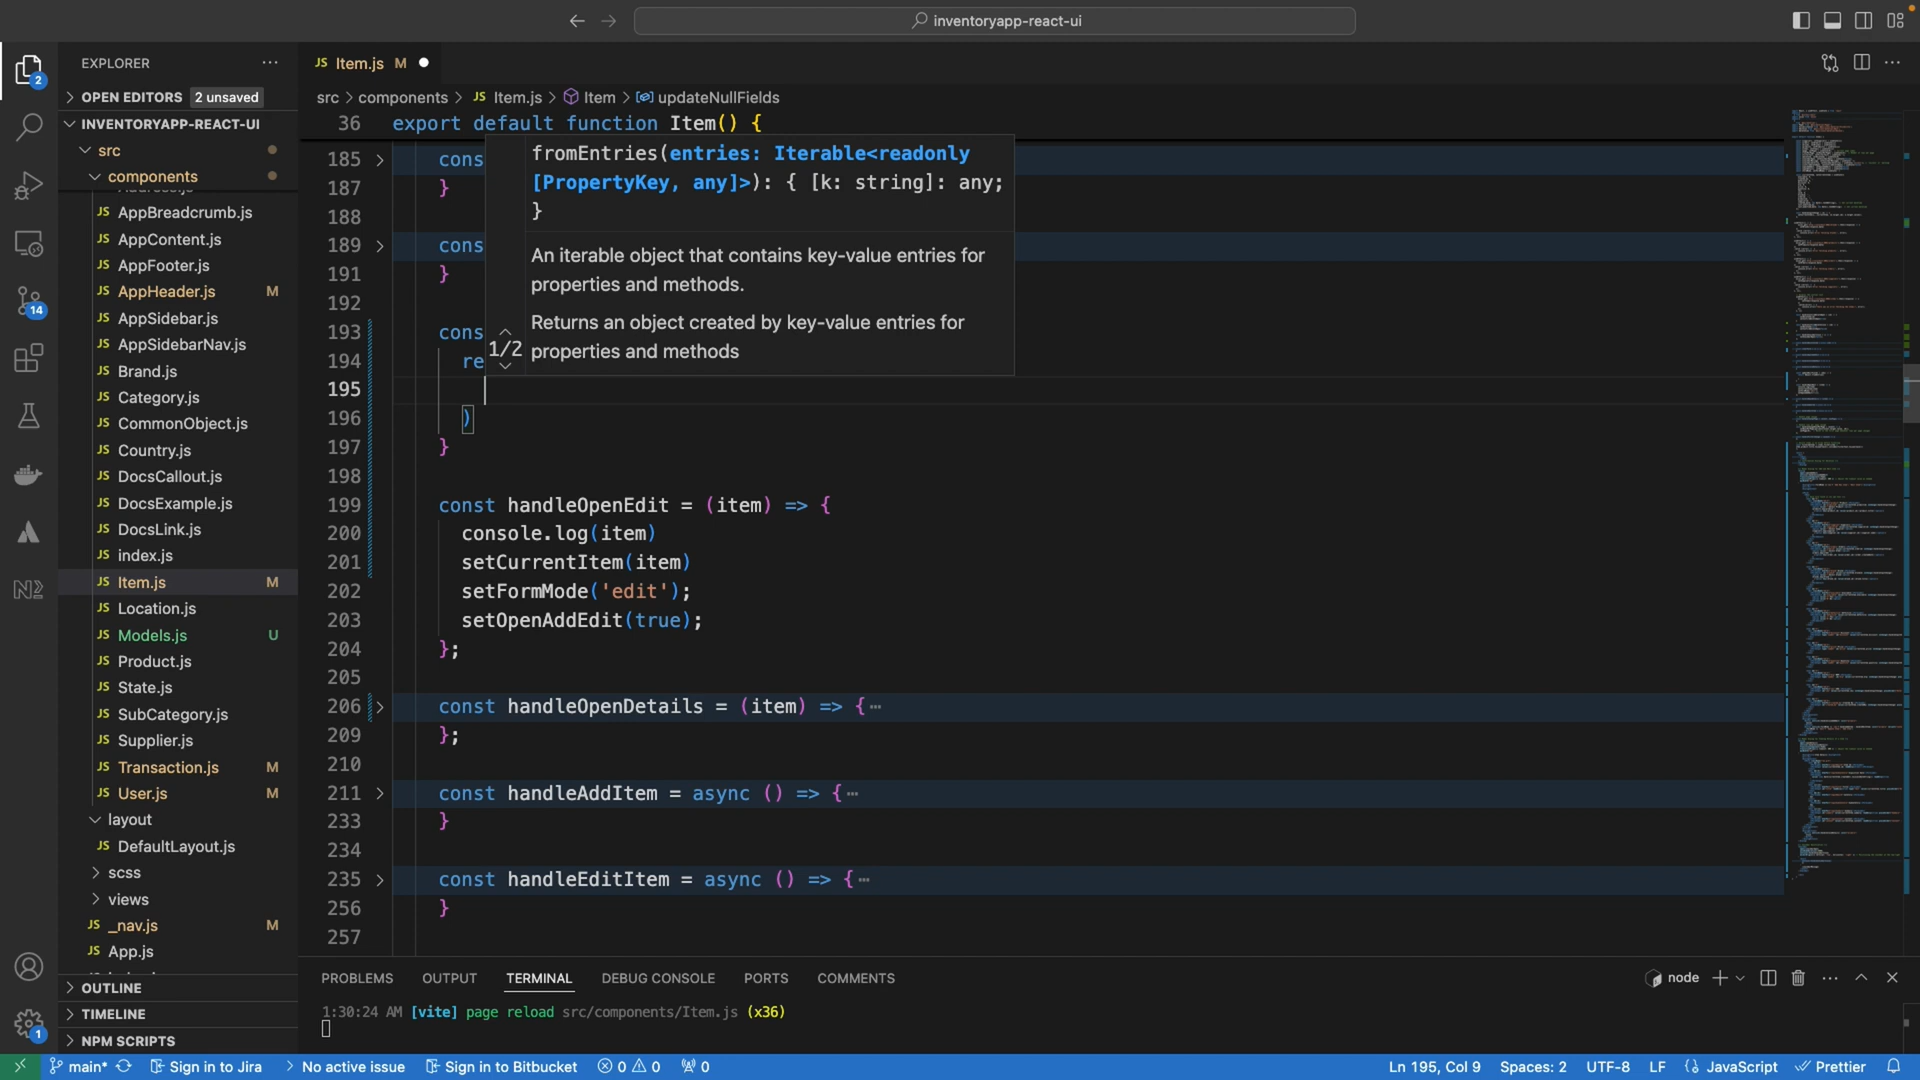 inventoryapp-react-ui
EXPLORER
OPEN EDITORS 2 unsaved
INVENTORYAPP-REACT-UI
src
components
JS AppBreadcrumb.js
JS AppContent.js
JS AppFooter.js
JS AppHeader.js M
JS AppSidebar.js
JS AppSidebarNav.js
JS Brand.js
JS Category.js
JS CommonObject.js
JS Country.js
JS DocsCallout.js
JS DocsExample.js
JS DocsLink.js
JS index.js
JS Item.js M
JS Location.js
JS Models.js U
JS Product.js
JS State.js
JS SubCategory.js
JS Supplier.js
JS Transaction.js M
JS User.js M
layout
JS DefaultLayout.js
scss
views
JS _nav.js M
JS App.js
OUTLINE
TIMELINE
NPM SCRIPTS
2
14
1
JS Item.js M
src > components > JS Item.js > Item > updateNullFields
36 export default function Item() {
185 cons
187 }
188
189 cons
191 }
192
193 cons
194 re
195
196 )
197 }
198
199 const handleOpenEdit = (item) => {
200 console.log(item)
201 setCurrentItem(item)
202 setFormMode('edit');
203 setOpenAddEdit(true);
204 };
205
206 const handleOpenDetails = (item) => {…
209 };
210
211 const handleAddItem = async () => {…
233 }
234
235 const handleEditItem = async () => {…
256 }
257
fromEntries(entries: Iterable<readonly
[PropertyKey, any]>): { [k: string]: any;
}
An iterable object that contains key-value entries for
properties and methods.
Returns an object created by key-value entries for
properties and methods
1/2
PROBLEMS OUTPUT TERMINAL DEBUG CONSOLE PORTS COMMENTS
node
1:30:24 AM [vite] page reload src/components/Item.js (x36)
main* Sign in to Jira No active issue Sign in to Bitbucket 0 0 0
Ln 195, Col 9 Spaces: 2 UTF-8 LF JavaScript Prettier